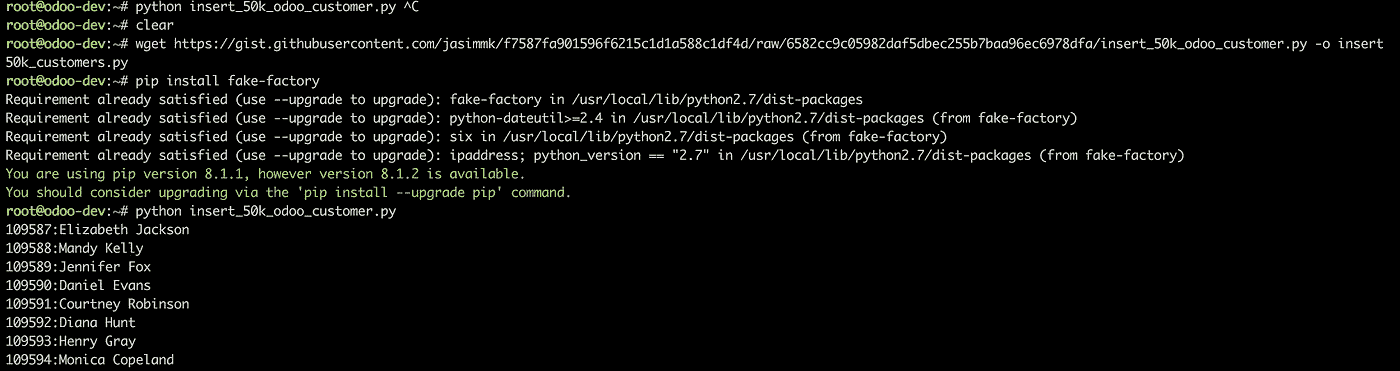 root@odoo-dev:~# python insert_50k_odoo_customer.py ^C
root@odoo-dev:~# clear
root@odoo-dev:~# wget https://gist.githubusercontent.com/jasimmk/f7587fa901596f6215c1d1a588c1df4d/raw/6582cc9c05982daf5dbec255b7baa96ec6978dfa/insert_50k_odoo_customer.py -o insert
50k_customers.py
root@odoo-dev:~# pip install fake-factory
Requirement already satisfied (use --upgrade to upgrade): fake-factory in /usr/local/lib/python2.7/dist-packages
Requirement already satisfied (use --upgrade to upgrade): python-dateutil>=2.4 in /usr/local/lib/python2.7/dist-packages (from fake-factory)
Requirement already satisfied (use --upgrade to upgrade): six in /usr/local/lib/python2.7/dist-packages (from fake-factory)
Requirement already satisfied (use --upgrade to upgrade): ipaddress; python_version == "2.7" in /usr/local/lib/python2.7/dist-packages (from fake-factory)
You are using pip version 8.1.1, however version 8.1.2 is available.
You should consider upgrading via the 'pip install --upgrade pip' command.
root@odoo-dev:~# python insert_50k_odoo_customer.py
109587:Elizabeth Jackson
109588:Mandy Kelly
109589:Jennifer Fox
109590:Daniel Evans
109591:Courtney Robinson
109592:Diana Hunt
109593:Henry Gray
109594:Monica Copeland